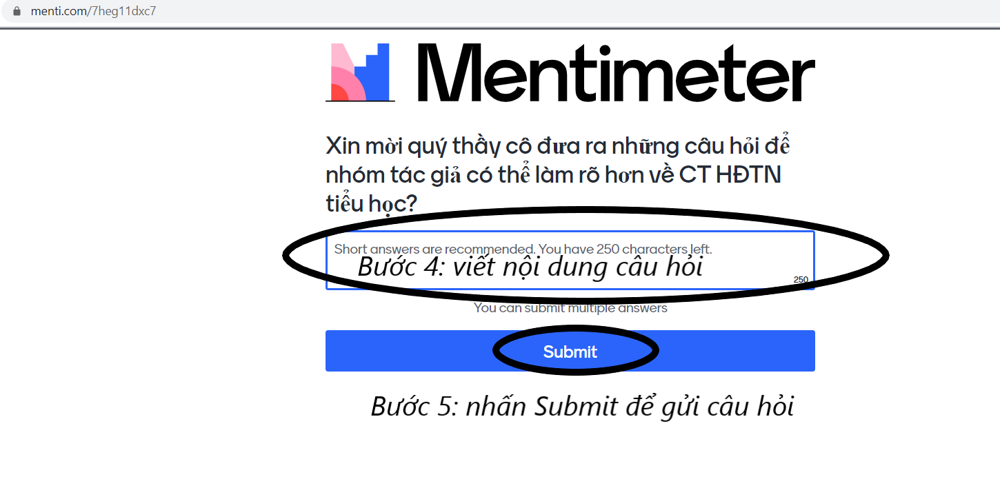 menti.com/7heg11dxc7
Mentimeter
Xin mời quý thầy cô đưa ra những câu hỏi để
nhóm tác giả có thể làm rõ hơn về CT HĐTN
tiểu học?
Short answers are recommended. You have 250 characters left.
Bước 4: viết nội dung câu hỏi
250
You can submit multiple answers
Submit
Bước 5: nhấn Submit để gửi câu hỏi